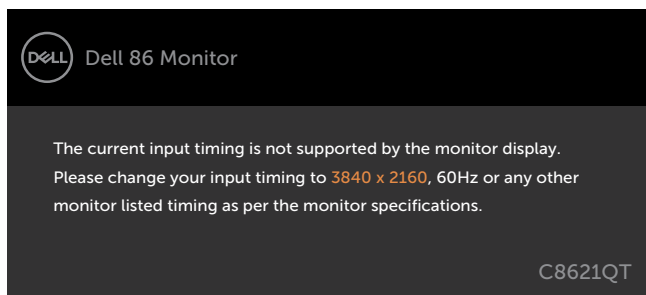 DELL
Dell 86 Monitor
The current input timing is not supported by the monitor display.
Please change your input timing to 3840 x 2160, 60Hz or any other
monitor listed timing as per the monitor specifications.
C8621QT